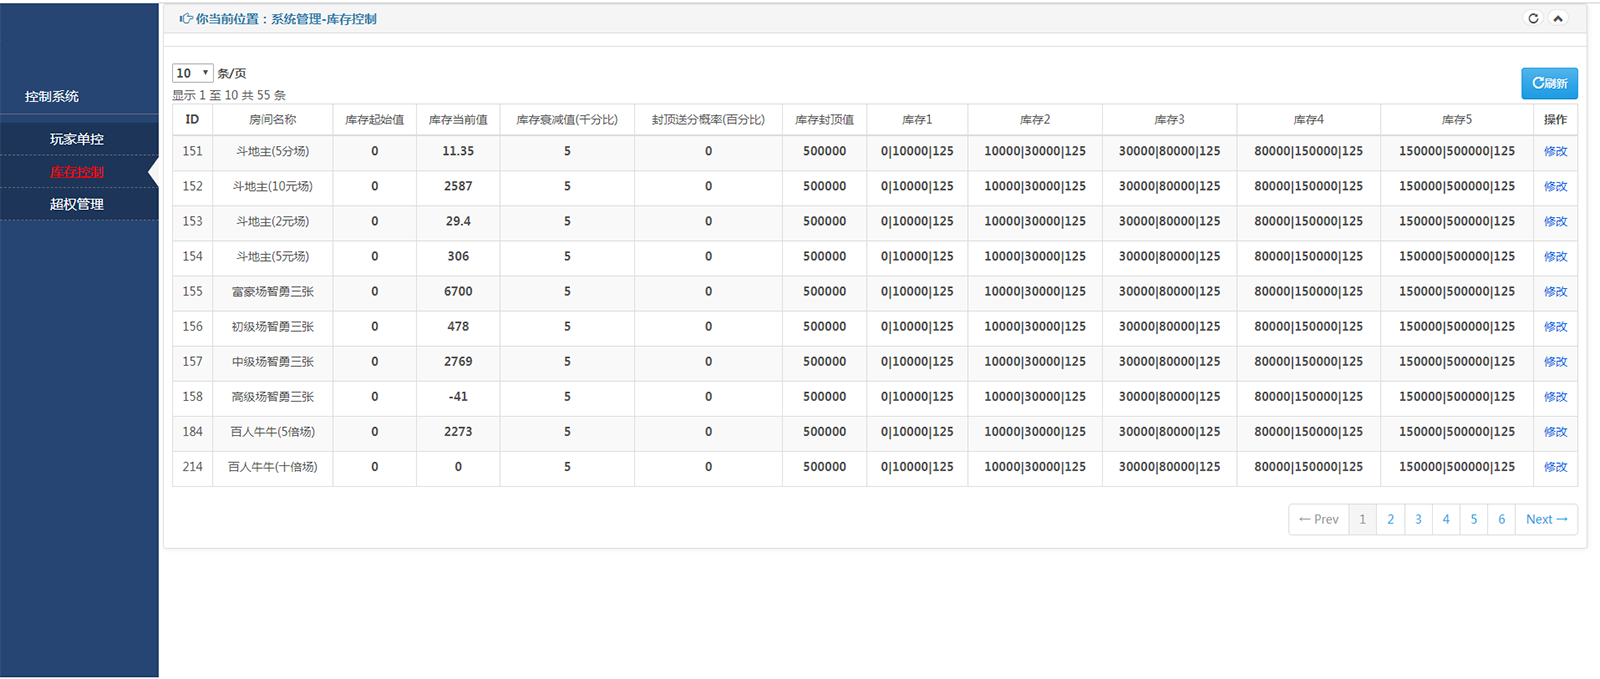 你当前位置：系统管理-库存控制
控制系统
玩家单控
库存控制
超权管理
10 条/页
显示 1 至 10 共 55 条
刷新
ID 房间名称 库存起始值 库存当前值 库存衰减值(千分比) 封顶送分概率(百分比) 库存封顶值 库存1 库存2 库存3 库存4 库存5 操作
151 斗地主(5分场) 0 11.35 5 0 500000 0|10000|125 10000|30000|125 30000|80000|125 80000|150000|125 150000|500000|125 修改
152 斗地主(10元场) 0 2587 5 0 500000 0|10000|125 10000|30000|125 30000|80000|125 80000|150000|125 150000|500000|125 修改
153 斗地主(2元场) 0 29.4 5 0 500000 0|10000|125 10000|30000|125 30000|80000|125 80000|150000|125 150000|500000|125 修改
154 斗地主(5元场) 0 306 5 0 500000 0|10000|125 10000|30000|125 30000|80000|125 80000|150000|125 150000|500000|125 修改
155 富豪场智勇三张 0 6700 5 0 500000 0|10000|125 10000|30000|125 30000|80000|125 80000|150000|125 150000|500000|125 修改
156 初级场智勇三张 0 478 5 0 500000 0|10000|125 10000|30000|125 30000|80000|125 80000|150000|125 150000|500000|125 修改
157 中级场智勇三张 0 2769 5 0 500000 0|10000|125 10000|30000|125 30000|80000|125 80000|150000|125 150000|500000|125 修改
158 高级场智勇三张 0 -41 5 0 500000 0|10000|125 10000|30000|125 30000|80000|125 80000|150000|125 150000|500000|125 修改
184 百人牛牛(5倍场) 0 2273 5 0 500000 0|10000|125 10000|30000|125 30000|80000|125 80000|150000|125 150000|500000|125 修改
214 百人牛牛(十倍场) 0 0 5 0 500000 0|10000|125 10000|30000|125 30000|80000|125 80000|150000|125 150000|500000|125 修改
← Prev 1 2 3 4 5 6 Next →